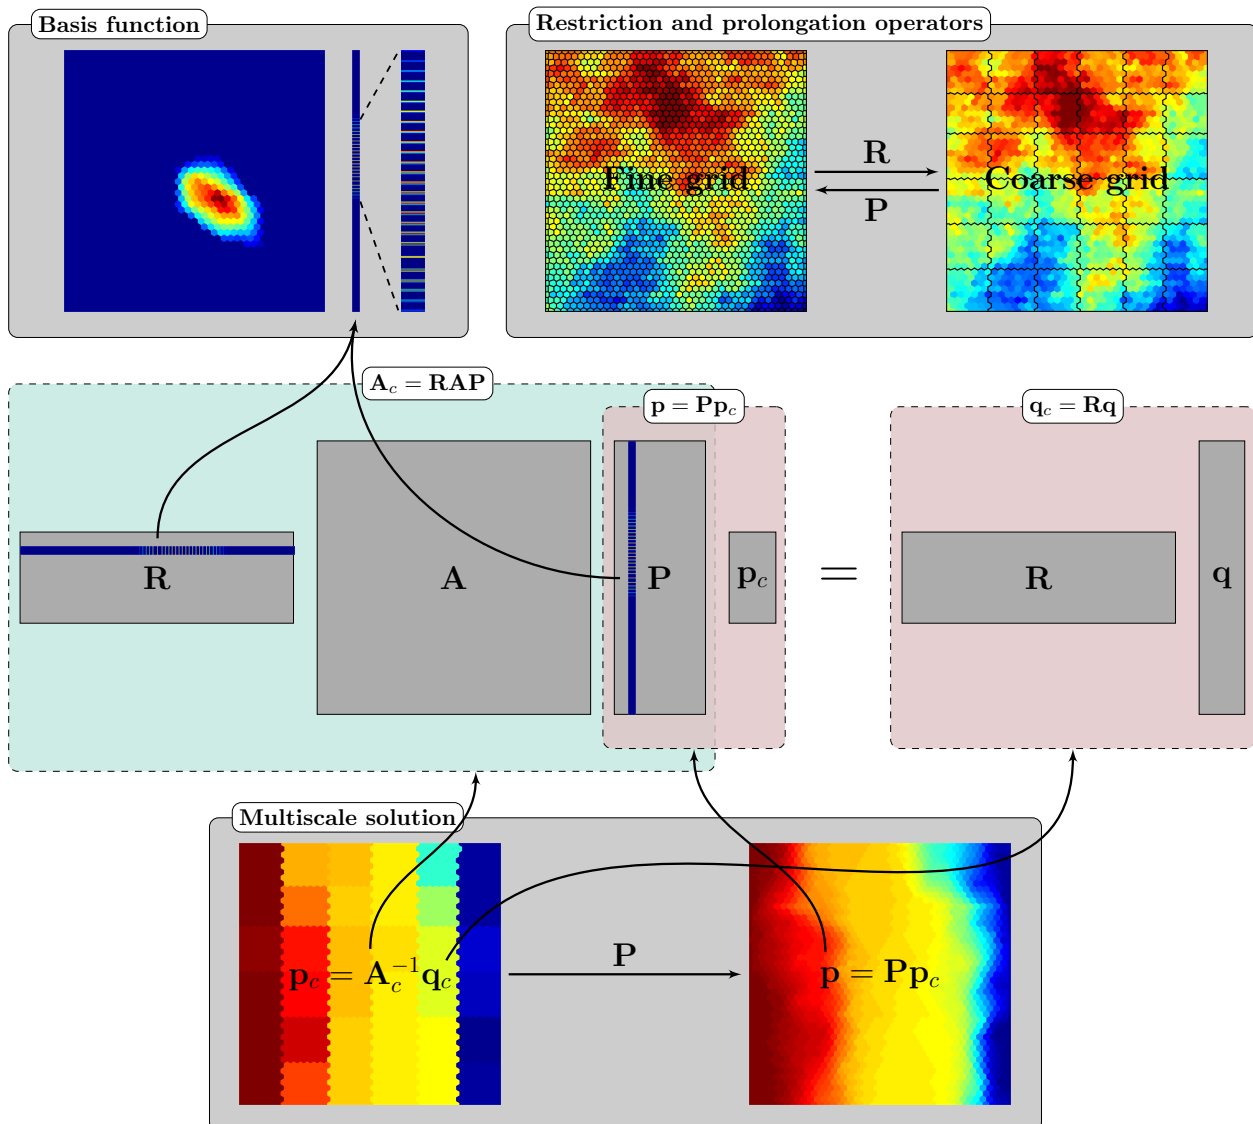 Basis function
Restriction and prolongation operators
Fine grid
R
P
Coarse grid
A_c = RAP
p = Pp_c
q_c = Rq
R
A
P
p_c
=
R
q
Multiscale solution
p_c = A_c^{-1}q_c
P
p = Pp_c